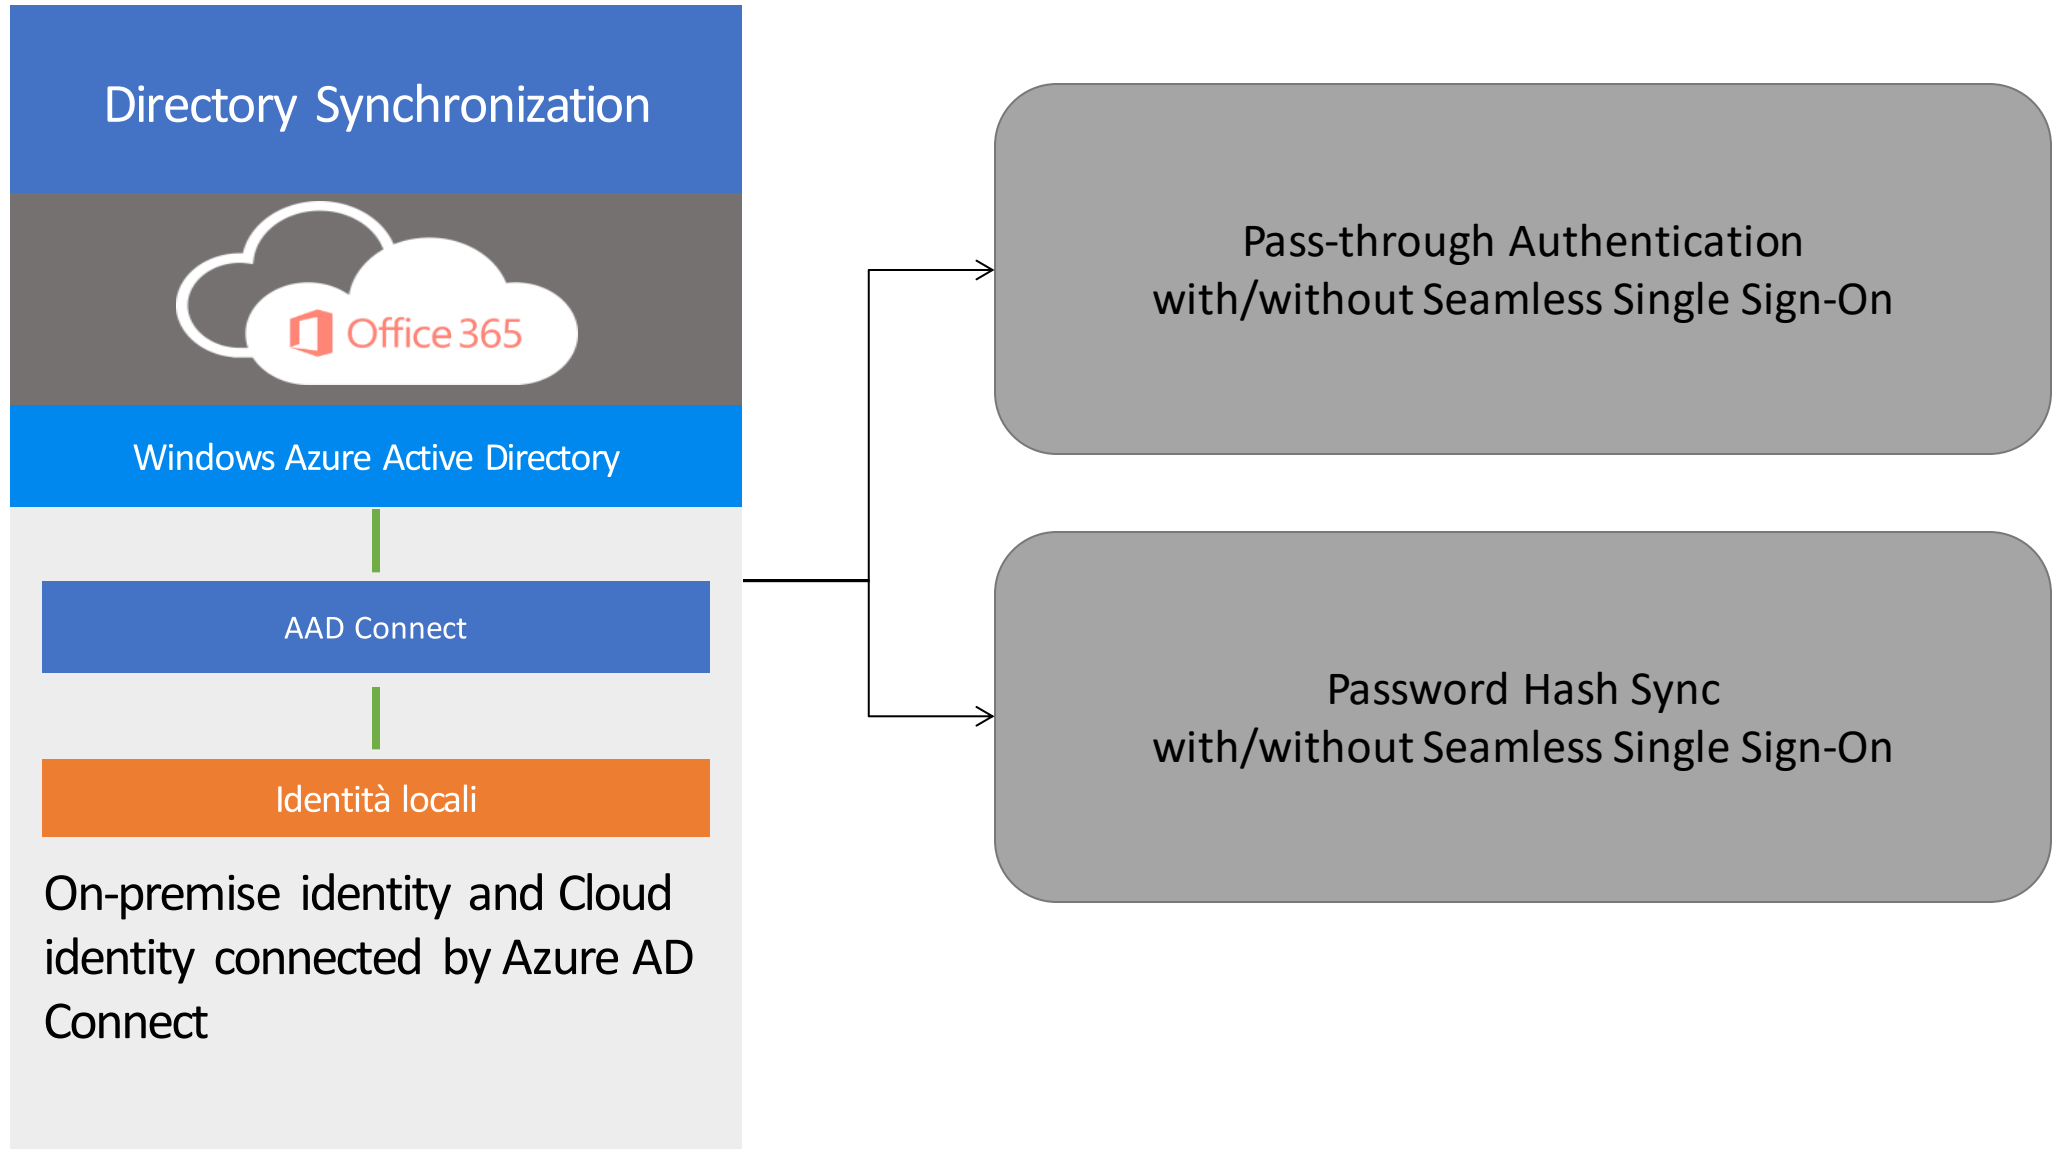 Directory Synchronization
Office 365
Windows Azure Active Directory
AAD Connect
Identità locali
On-premise identity and Cloud
identity connected by Azure AD
Connect
Pass-through Authentication
with/without Seamless Single Sign-On
Password Hash Sync
with/without Seamless Single Sign-On